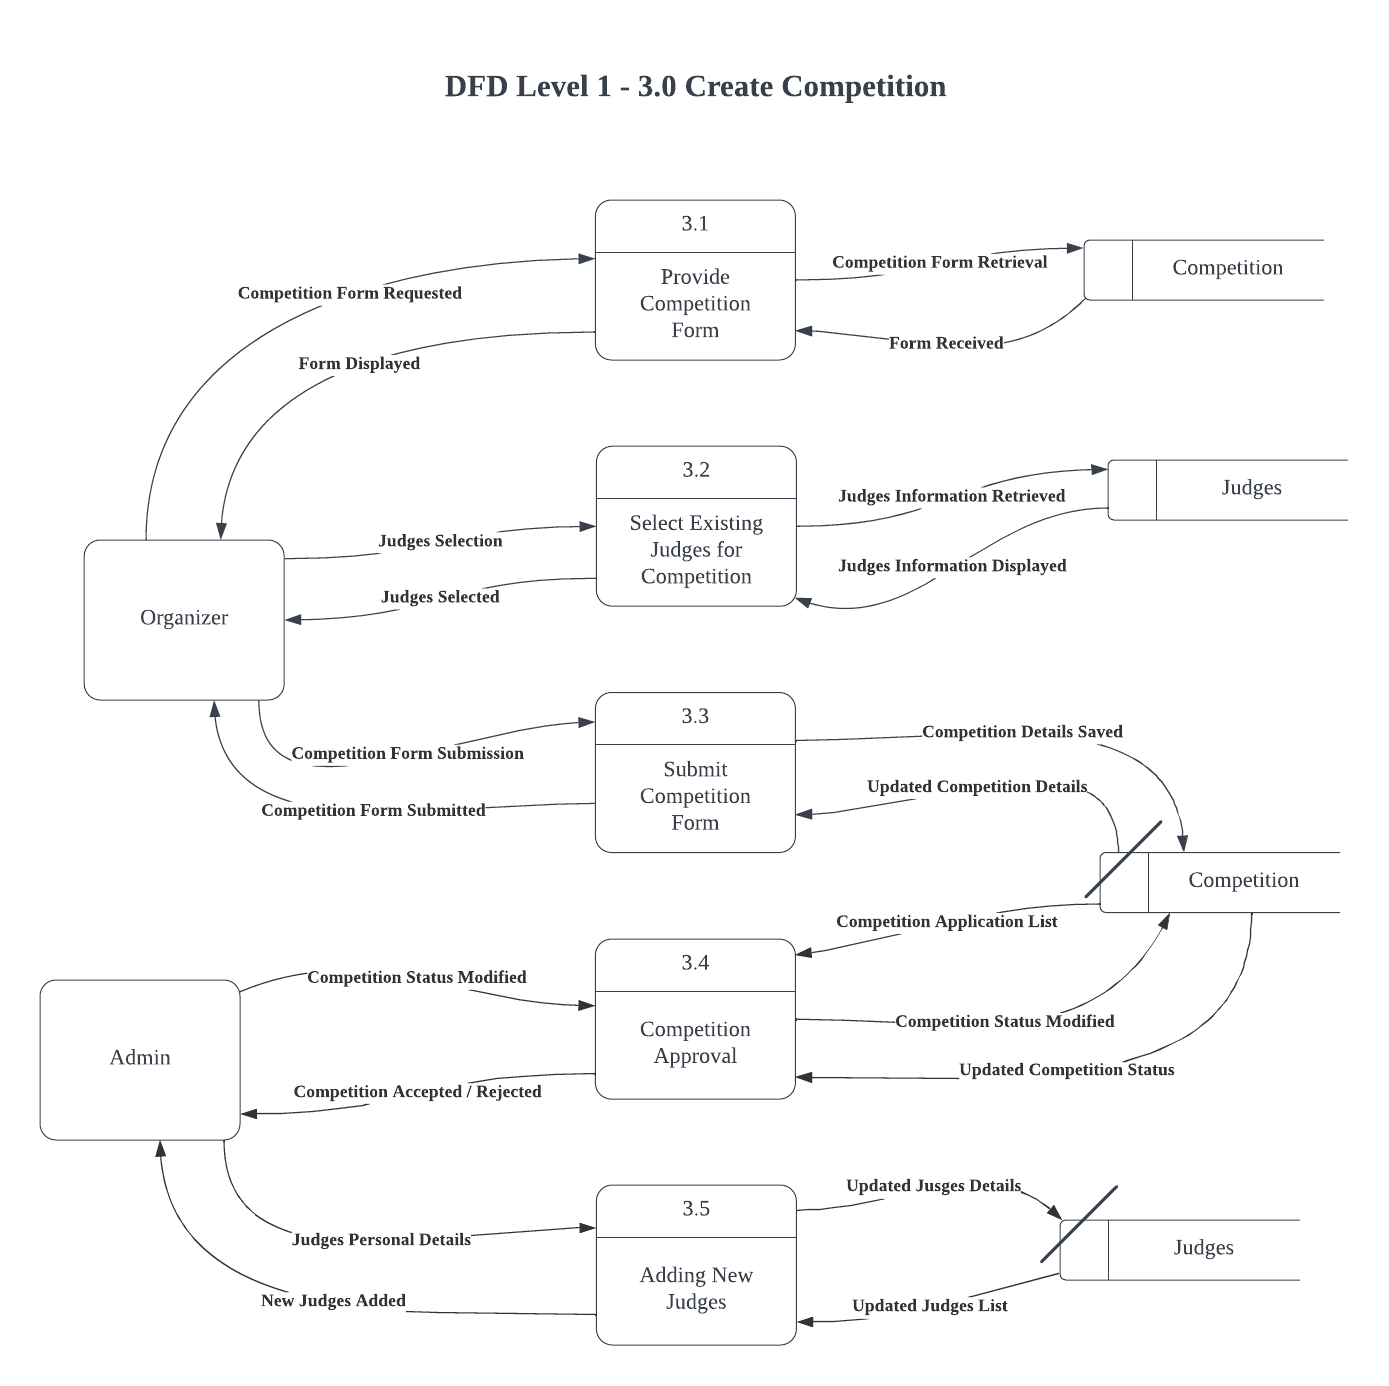 DFD Level 1 - 3.0 Create Competition
3.1
Provide
Competition
Form
Competition Form Requested
Form Displayed
Competition Form Retrieval
Form Received
Competition
3.2
Select Existing
Judges for
Competition
Judges Selection
Judges Selected
Judges Information Retrieved
Judges Information Displayed
Judges
Organizer
3.3
Submit
Competition
Form
Competition Form Submission
Competition Form Submitted
Competition Details Saved
Updated Competition Details
Competition
3.4
Competition
Approval
Competition Application List
Competition Status Modified
Competition Status Modified
Updated Competition Status
Competition Accepted / Rejected
Admin
3.5
Adding New
Judges
Judges Personal Details
New Judges Added
Updated Jusges Details
Updated Judges List
Judges